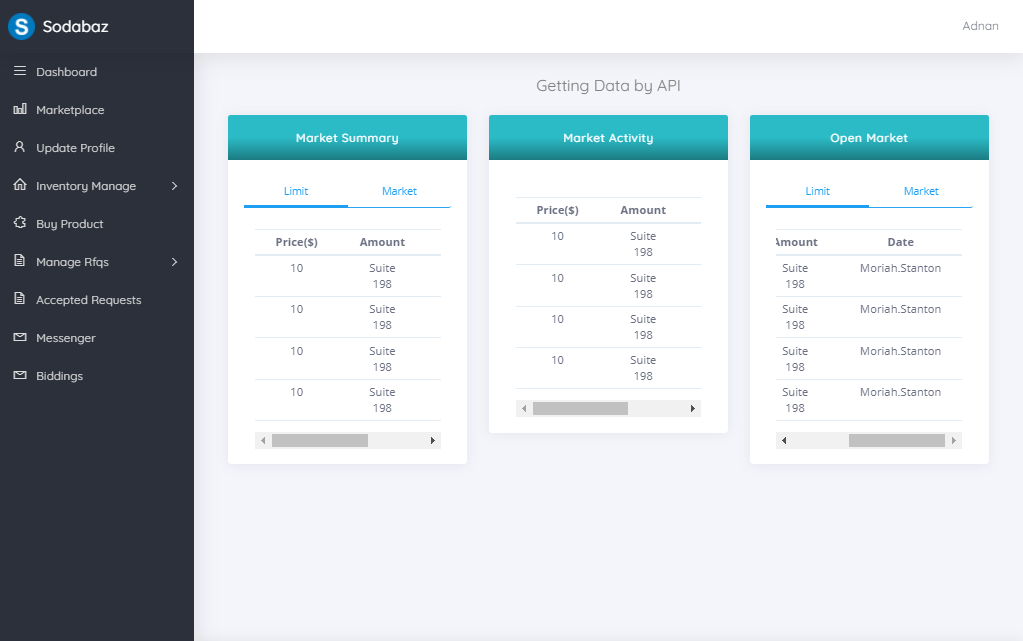 S Sodabaz
Adnan
Dashboard
Marketplace
Update Profile
Inventory Manage
Buy Product
Manage Rfqs
Accepted Requests
Messenger
Biddings
Getting Data by API
Market Summary
Limit Market
Price($) Amount
10 Suite
198
10 Suite
198
10 Suite
198
10 Suite
198
Market Activity
Price($) Amount
10 Suite
198
10 Suite
198
10 Suite
198
10 Suite
198
Open Market
Limit Market
Amount Date
Suite Moriah.Stanton
198
Suite Moriah.Stanton
198
Suite Moriah.Stanton
198
Suite Moriah.Stanton
198